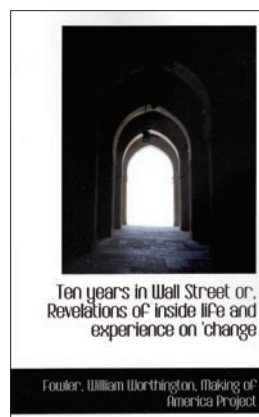 Ten years in Wall Street or,
Revelations of inside life and
experience on 'change
Fowler, William Worthington, Making of
America Project